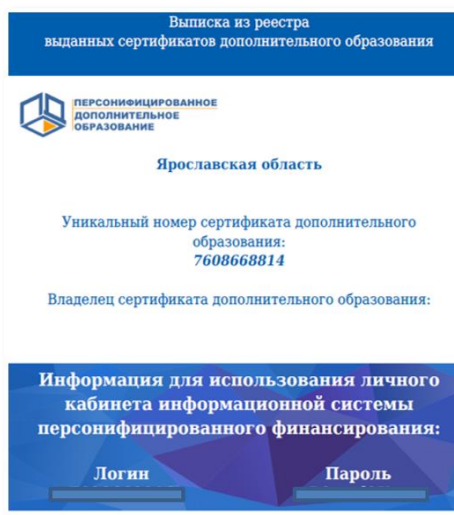 Выписка из реестра
выданных сертификатов дополнительного образования
ПЕРСОНИФИЦИРОВАННОЕ
ДОПОЛНИТЕЛЬНОЕ
ОБРАЗОВАНИЕ
Ярославская область
Уникальный номер сертификата дополнительного
образования:
7608668814
Владелец сертификата дополнительного образования:
Информация для использования личного
кабинета информационной системы
персонифицированного финансирования:
Логин Пароль